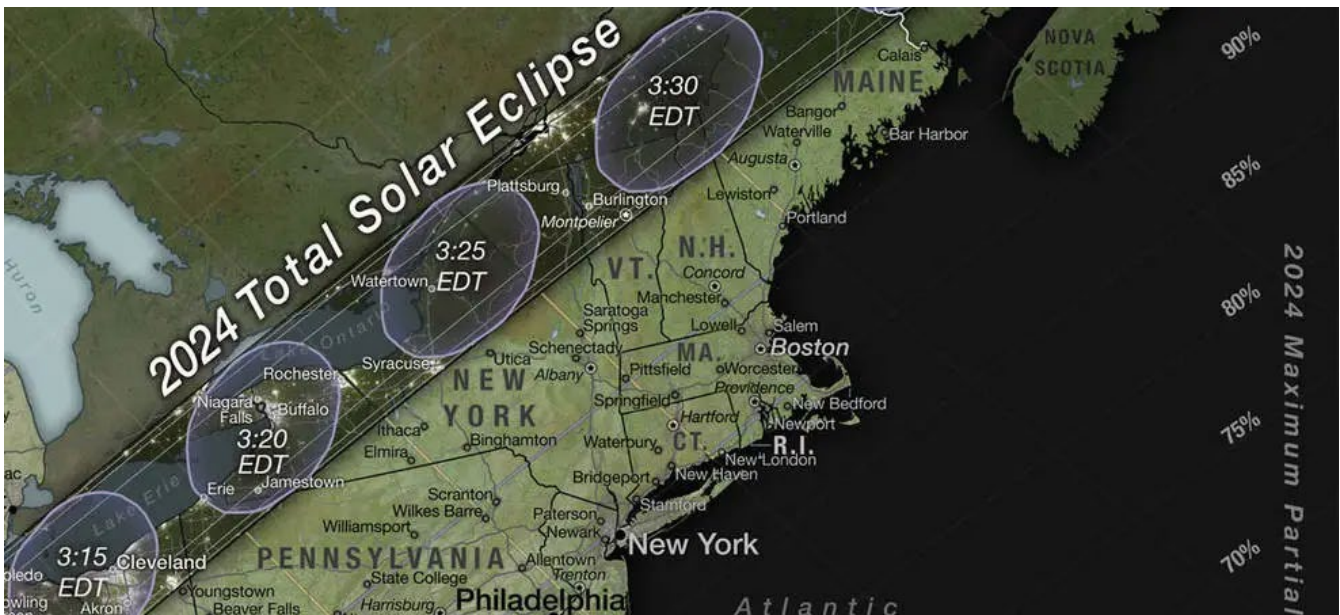 2024 Total Solar Eclipse
3:30
EDT
3:25
EDT
3:20
EDT
3:15
EDT
NOVA
SCOTIA
Calais
MAINE
Bangor
Waterville
Bar Harbor
Augusta
Lewiston
Portland
Plattsburg
Burlington
Montpelier
N.H.
VT.
Concord
Manchester
Watertown
Huron
Lake Ontario
Saratoga
Springs
Lowell
Salem
Boston
Schenectady
MA.
Utica
Syracuse
Rochester
Albany
Pittsfield
Worcester
NEW
YORK
Providence
Springfield
Niagara
Falls
Buffalo
Hartford
New Bedford
Newport
Ithaca
Binghamton
Waterbury
CT.
R.I.
Elmira
New London
New Haven
Bridgeport
Erie
Jamestown
Lake Erie
Scranton
Wilkes Barre
Stamford
Paterson
Newark
New York
Williamsport
PENNSYLVANIA
Cleveland
Allentown
Trenton
State College
Youngstown
Akron
Beaver Falls
Harrisburg
Philadelphia
Atlantic
90%
85%
80%
75%
70%
2024 Maximum Partia